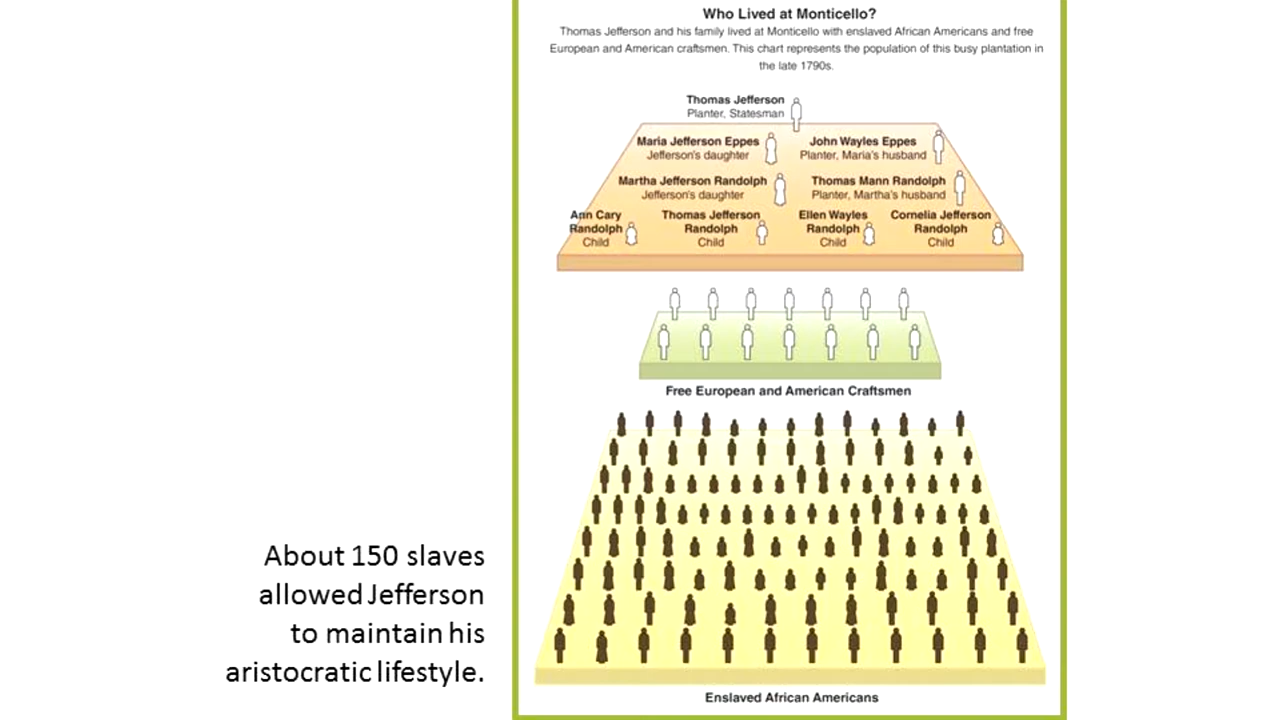 Who Lived at Monticello?
Thomas Jefferson and his family lived at Monticello with enslaved African Americans and free
European and American craftsmen. This chart represents the population of this busy plantation in
the late 1790s.
Thomas Jefferson
Planter, Statesman
Maria Jefferson Eppes
Jefferson's daughter
John Wayles Eppes
Planter, Maria's husband
Martha Jefferson Randolph
Jefferson's daughter
Thomas Mann Randolph
Planter, Martha's husband
Ann Cary
Randolph
Child
Thomas Jefferson
Randolph
Child
Ellen Wayles
Randolph
Child
Cornelia Jefferson
Randolph
Child
Free European and American Craftsmen
About 150 slaves
allowed Jefferson
to maintain his
aristocratic lifestyle.
Enslaved African Americans